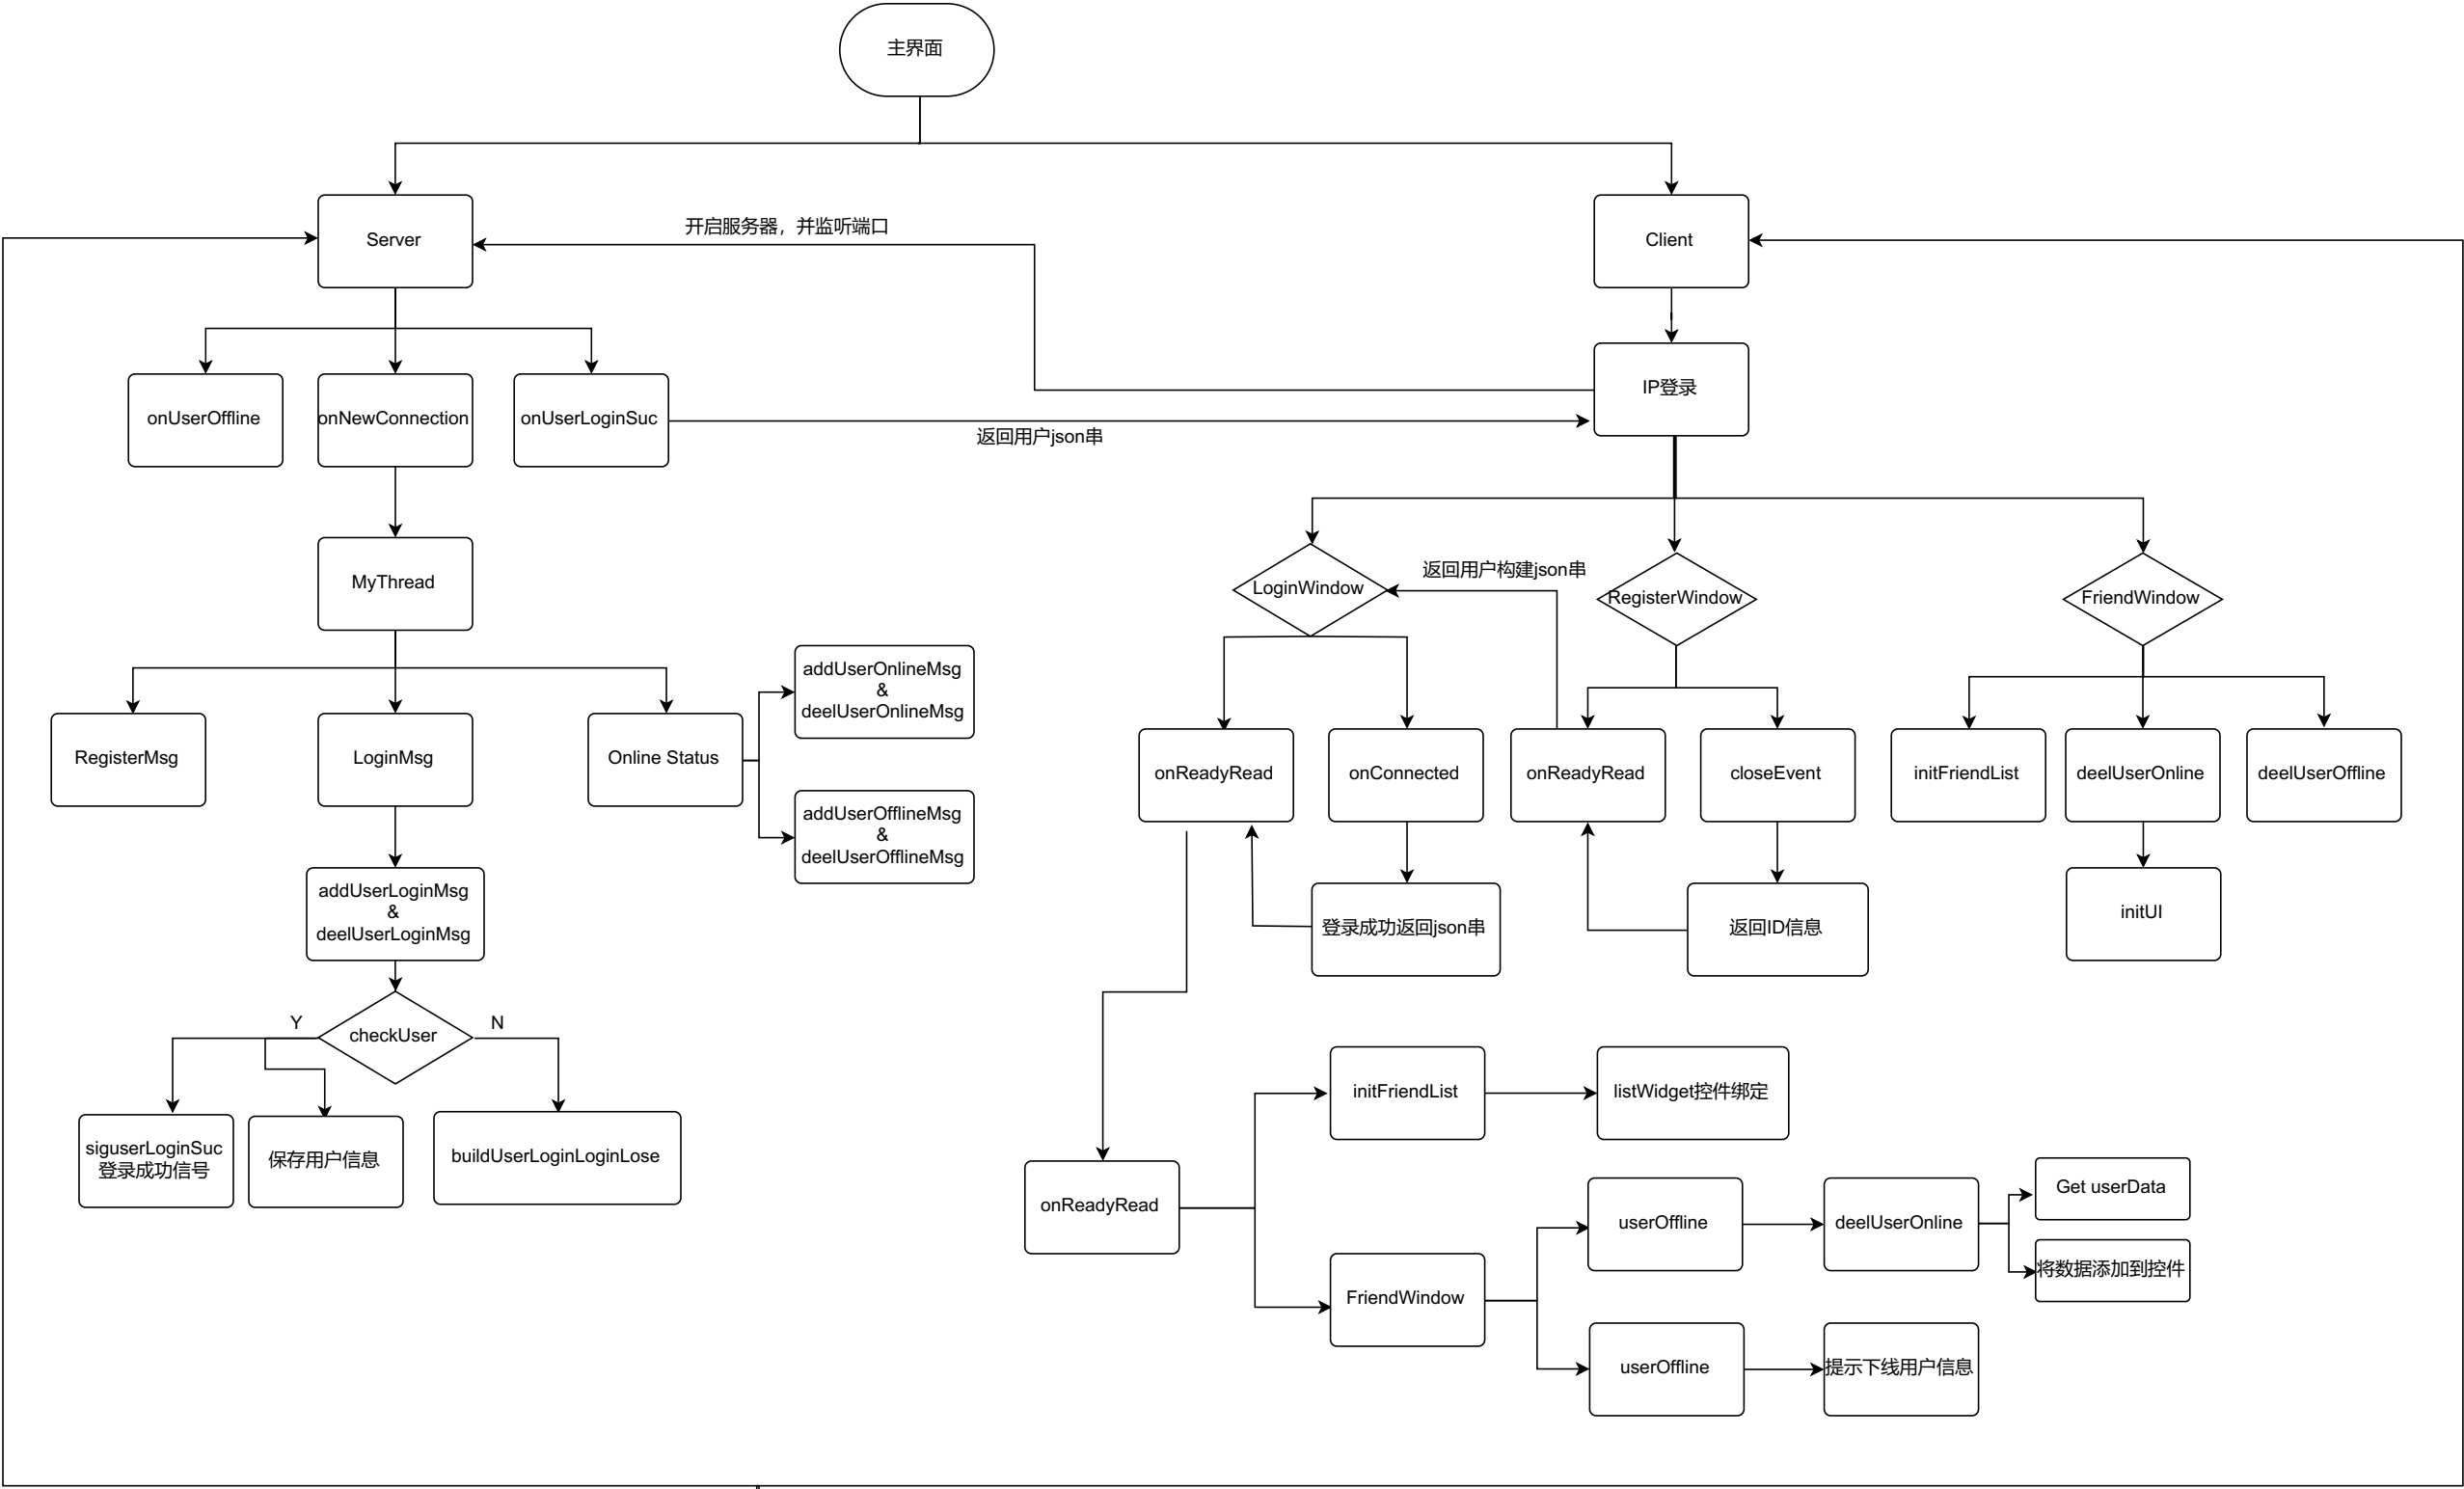 主界面
Server
开启服务器，并监听端口
Client
IP登录
onUserOffline
onNewConnection
onUserLoginSuc
返回用户json串
MyThread
LoginWindow
返回用户构建json串
RegisterWindow
FriendWindow
addUserOnlineMsg
&
deelUserOnlineMsg
RegisterMsg
LoginMsg
Online Status
onReadyRead
onConnected
onReadyRead
closeEvent
initFriendList
deelUserOnline
deelUserOffline
addUserOfflineMsg
&
deelUserOfflineMsg
addUserLoginMsg
&
deelUserLoginMsg
登录成功返回json串
返回ID信息
initUI
Y
N
checkUser
initFriendList
listWidget控件绑定
siguserLoginSuc
登录成功信号
保存用户信息
buildUserLoginLoginLose
onReadyRead
userOffline
deelUserOnline
Get userData
将数据添加到控件
FriendWindow
userOffline
提示下线用户信息